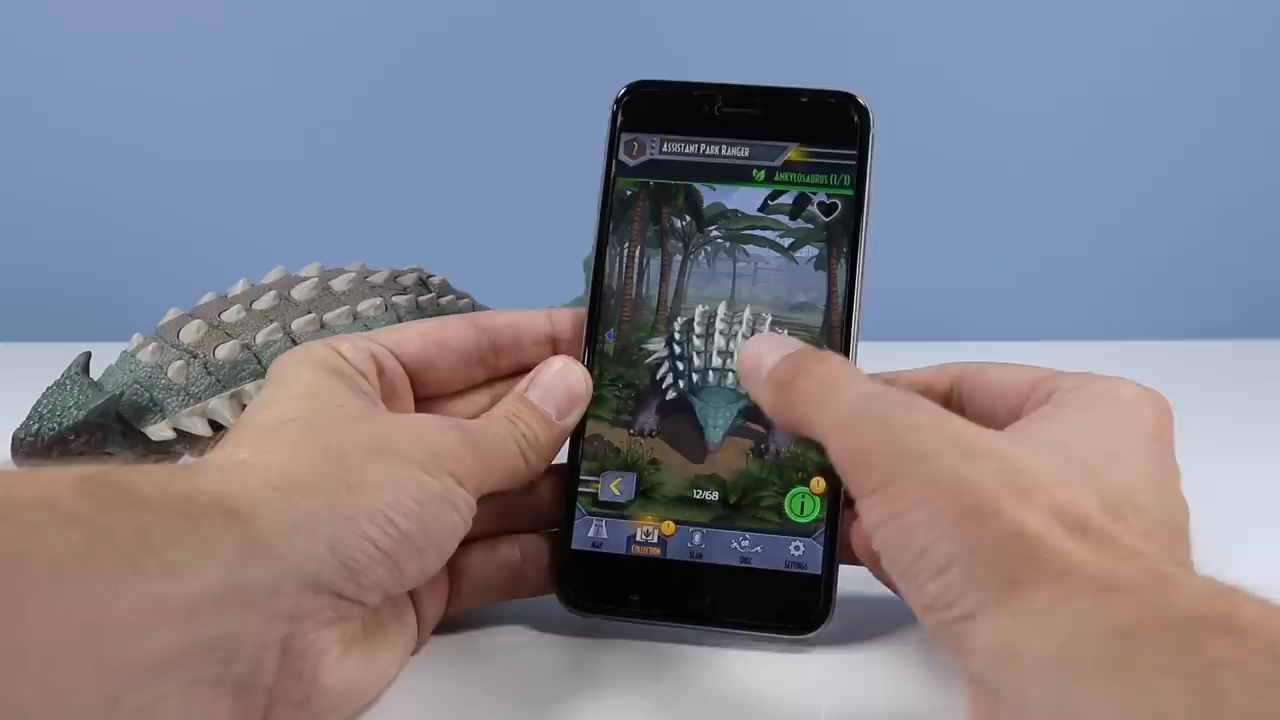 2 ASSISTANT PARK RANGER
ANKYLOSAURUS (1/1)
12/68
i !
!
MAP COLLECTION SCAN QUIZ SETTINGS